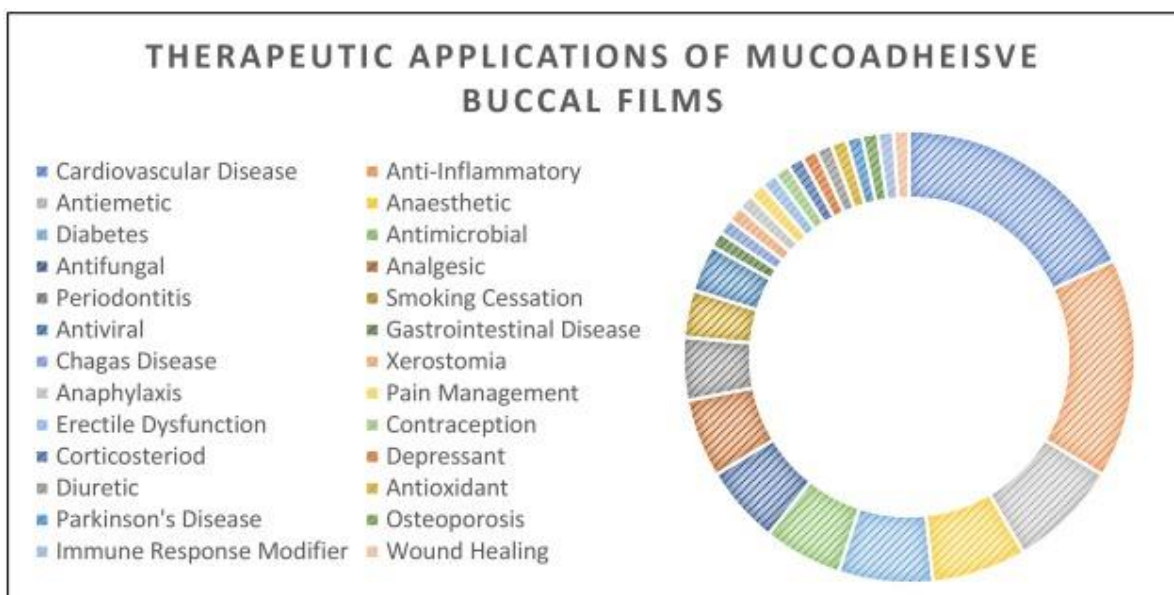 THERAPEUTIC APPLICATIONS OF MUCOADHEISVE
BUCCAL FILMS
Cardiovascular Disease Anti-Inflammatory
Antiemetic Anaesthetic
Diabetes Antimicrobial
Antifungal Analgesic
Periodontitis Smoking Cessation
Antiviral Gastrointestinal Disease
Chagas Disease Xerostomia
Anaphylaxis Pain Management
Erectile Dysfunction Contraception
Corticosteriod Depressant
Diuretic Antioxidant
Parkinson's Disease Osteoporosis
Immune Response Modifier Wound Healing